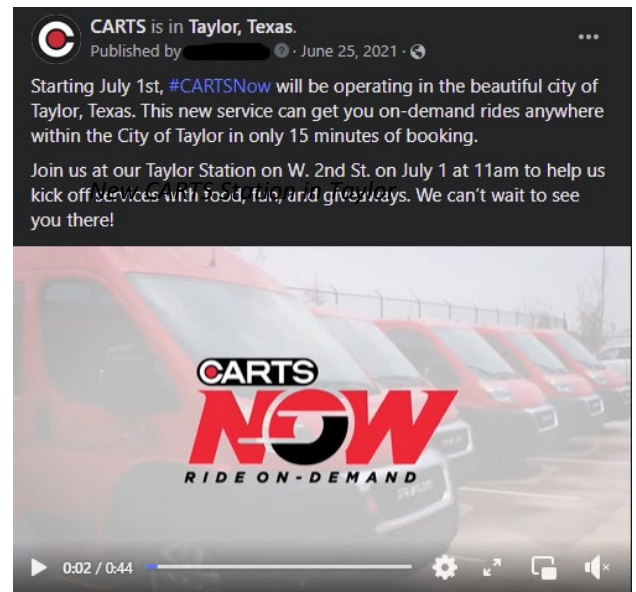 CARTS is in Taylor, Texas.
Published by · June 25, 2021 ·
Starting July 1st, #CARTSNow will be operating in the beautiful city of
Taylor, Texas. This new service can get you on-demand rides anywhere
within the City of Taylor in only 15 minutes of booking.
Join us at our Taylor Station on W. 2nd St. on July 1 at 11am to help us
kick off services with food, fun, and giveaways. We can't wait to see
New CARTS Station in Taylor
you there!
CARTS
NOW
RIDE ON-DEMAND
0:02 / 0:44